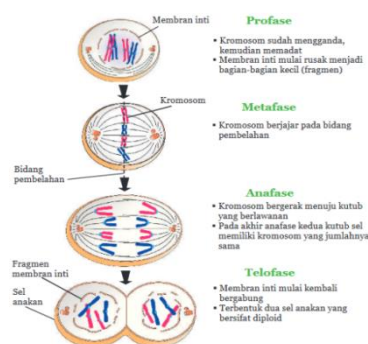 Membran inti
Profase
• Kromosom sudah mengganda,
kemudian memadat
• Membran inti mulai rusak menjadi
bagian-bagian kecil (fragmen)
Kromosom
Metafase
• Kromosom berjajar pada bidang
pembelahan
Bidang
pembelahan
Anafase
• Kromosom bergerak menuju kutub
yang berlawanan
• Pada akhir anafase kedua kutub sel
memiliki kromosom yang jumlahnya
sama
Fragmen
membran inti
Telofase
Sel
anakan
• Membran inti mulai kembali
bergabung
• Terbentuk dua sel anakan yang
bersifat diploid